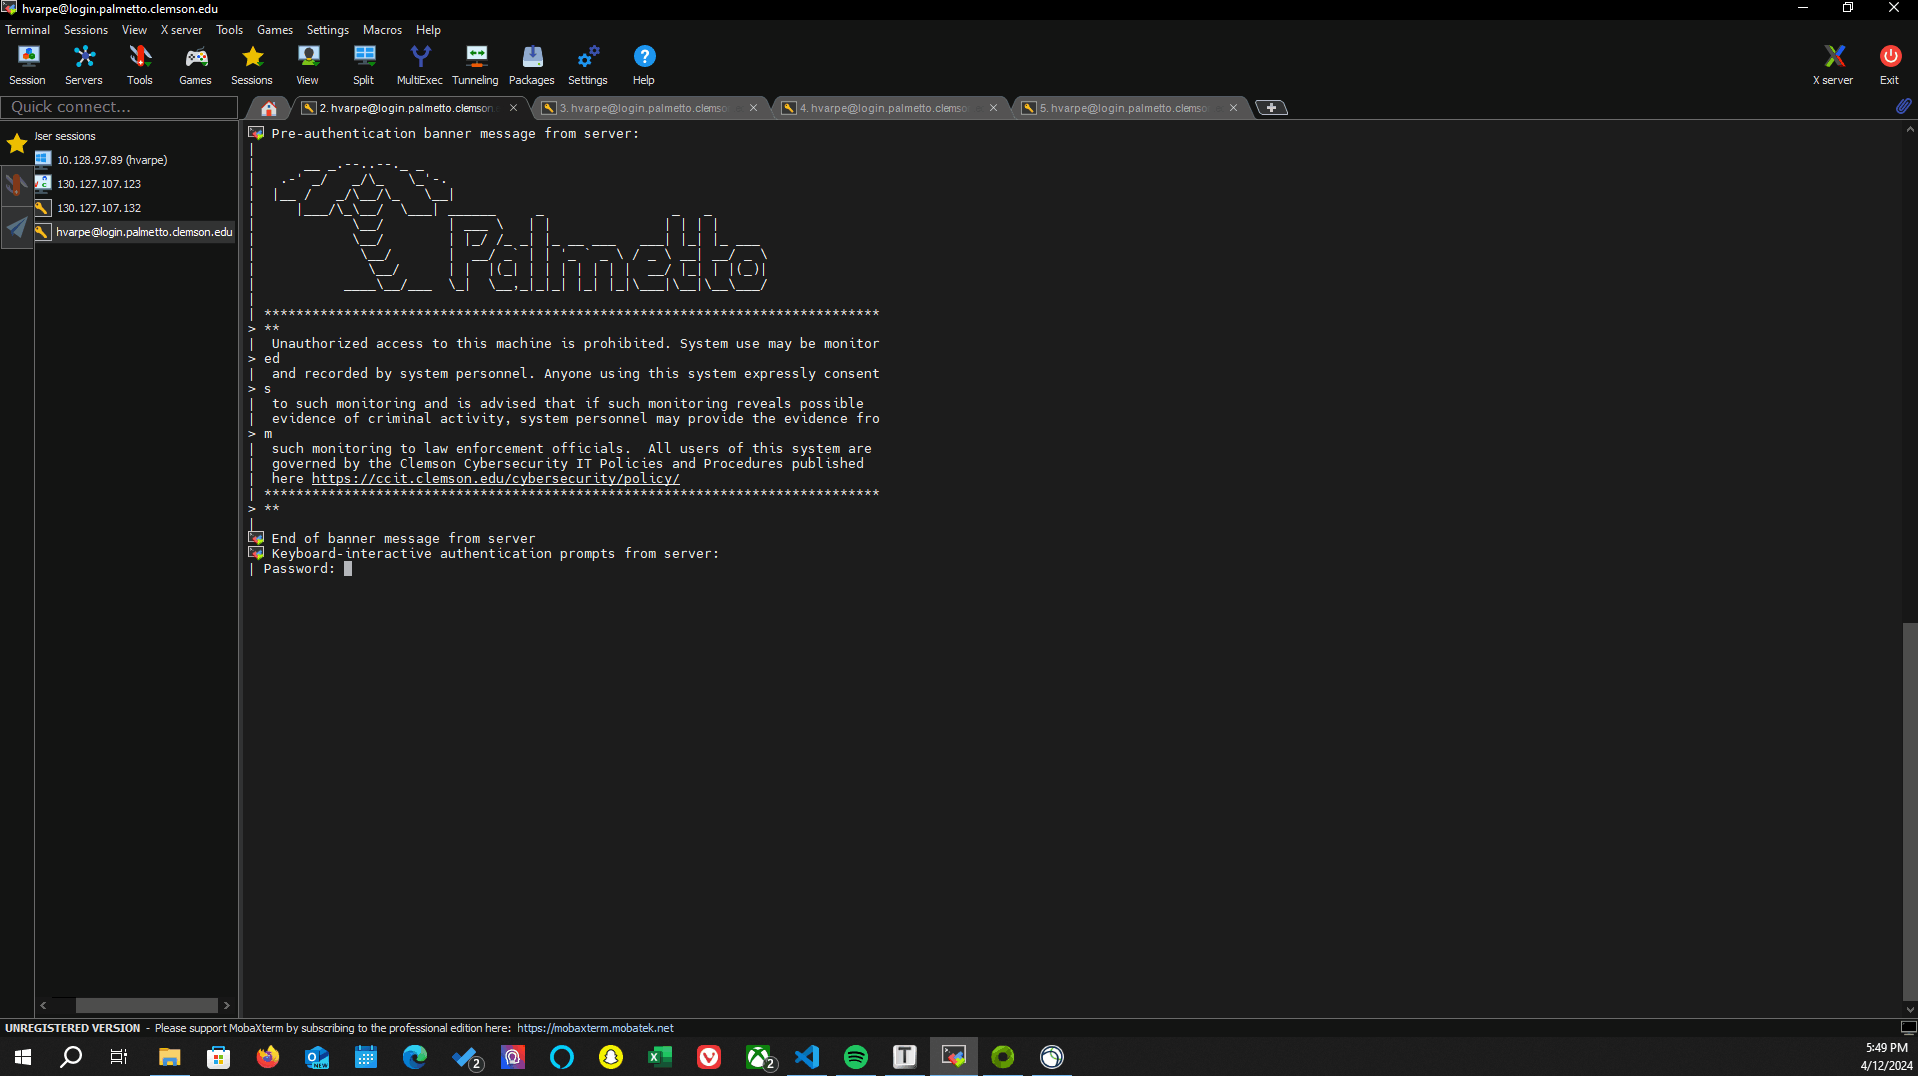 hvarpe@login.palmetto.clemson.edu
Terminal Sessions View X server Tools Games Settings Macros Help
Session Servers Tools Games Sessions View Split MultiExec Tunneling Packages Settings Help X server Exit
Quick connect...
2. hvarpe@login.palmetto.clemson
3. hvarpe@login.palmetto.clemso
4. hvarpe@login.palmetto.clemso
5. hvarpe@login.palmetto.clemso
User sessions
10.128.97.89 (hvarpe)
130.127.107.123
130.127.107.132
hvarpe@login.palmetto.clemson.edu
Pre-authentication banner message from server:
Palmetto
| *****************************************************************************
> **
|  Unauthorized access to this machine is prohibited. System use may be monitor
> ed
|  and recorded by system personnel. Anyone using this system expressly consent
> s
|  to such monitoring and is advised that if such monitoring reveals possible
|  evidence of criminal activity, system personnel may provide the evidence fro
> m
|  such monitoring to law enforcement officials.  All users of this system are
|  governed by the Clemson Cybersecurity IT Policies and Procedures published
|  here https://ccit.clemson.edu/cybersecurity/policy/
| *****************************************************************************
> **
|
End of banner message from server
Keyboard-interactive authentication prompts from server:
| Password:
UNREGISTERED VERSION - Please support MobaXterm by subscribing to the professional edition here: https://mobaxterm.mobatek.net
NEW
2
2
T
5:49 PM
4/12/2024